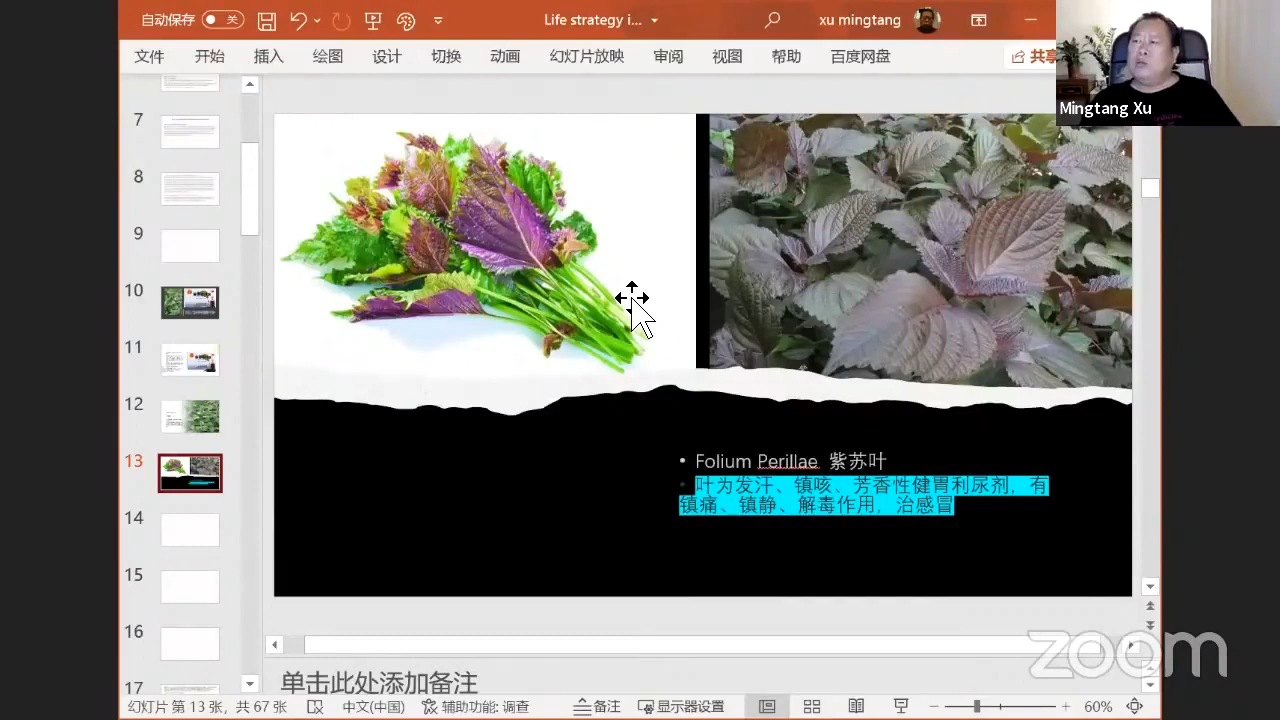 自动保存 关
Life strategy i...
xu mingtang
文件 开始 插入 绘图 设计 切换 动画 幻灯片放映 审阅 视图 帮助 百度网盘
共享
Mingtang Xu
7
8
9
10
11
12
13
14
15
16
17
Folium Perillae 紫苏叶
叶为发汗、镇咳、芳香性健胃利尿剂，有
镇痛、镇静、解毒作用，治感冒
单击此处添加备注
幻灯片 第 13 张，共 67 张 中文(中国) 辅助功能: 调查 备注 显示器设置 60%
zoom